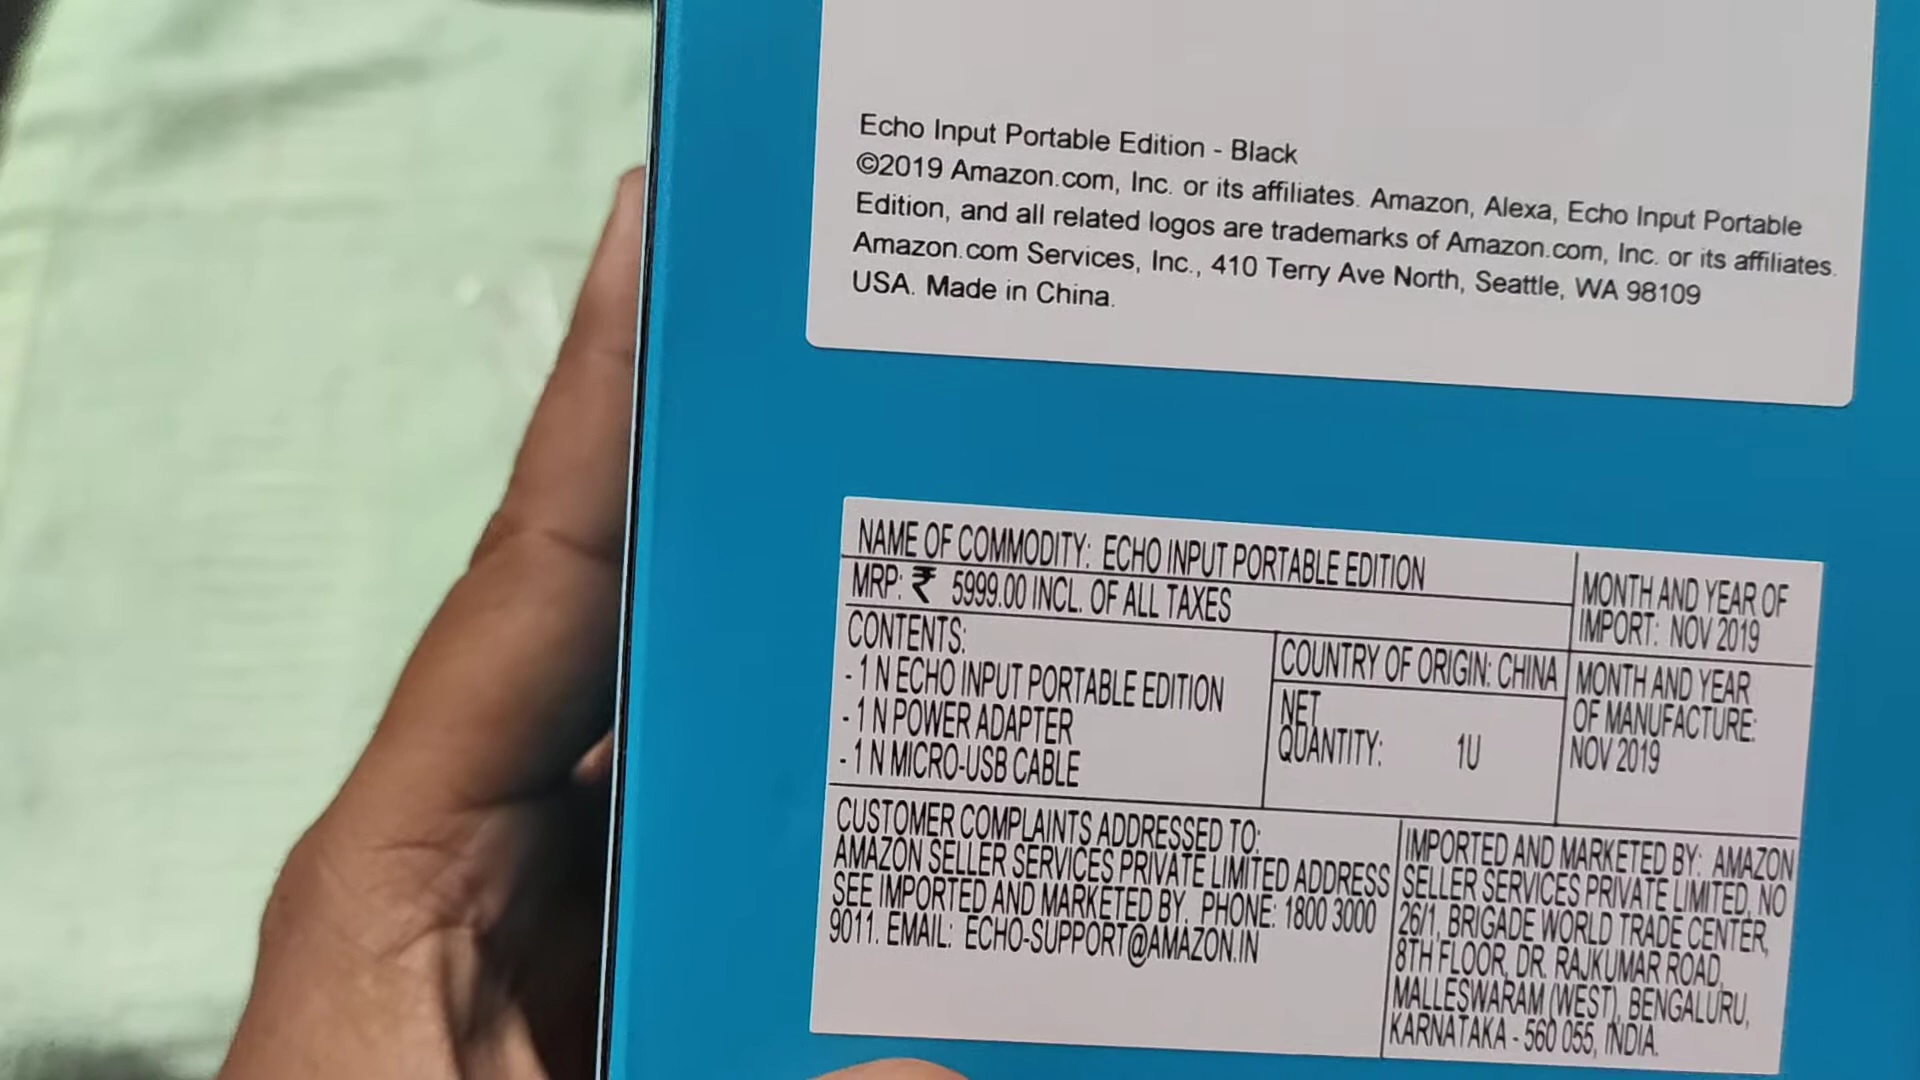 Echo Input Portable Edition - Black
©2019 Amazon.com, Inc. or its affiliates. Amazon, Alexa, Echo Input Portable
Edition, and all related logos are trademarks of Amazon.com, Inc. or its affiliates.
Amazon.com Services, Inc., 410 Terry Ave North, Seattle, WA 98109
USA. Made in China.
NAME OF COMMODITY: ECHO INPUT PORTABLE EDITION
MRP: ₹ 5999.00 INCL. OF ALL TAXES
MONTH AND YEAR OF
IMPORT: NOV 2019
CONTENTS:
- 1 N ECHO INPUT PORTABLE EDITION
- 1 N POWER ADAPTER
- 1 N MICRO-USB CABLE
COUNTRY OF ORIGIN: CHINA
NET
QUANTITY: 1U
MONTH AND YEAR
OF MANUFACTURE:
NOV 2019
CUSTOMER COMPLAINTS ADDRESSED TO:
AMAZON SELLER SERVICES PRIVATE LIMITED ADDRESS
SEE IMPORTED AND MARKETED BY. PHONE: 1800 3000
9011. EMAIL: ECHO-SUPPORT@AMAZON.IN
IMPORTED AND MARKETED BY: AMAZON
SELLER SERVICES PRIVATE LIMITED, NO
26/1, BRIGADE WORLD TRADE CENTER,
8TH FLOOR, DR. RAJKUMAR ROAD,
MALLESWARAM (WEST), BENGALURU,
KARNATAKA - 560 055, INDIA.